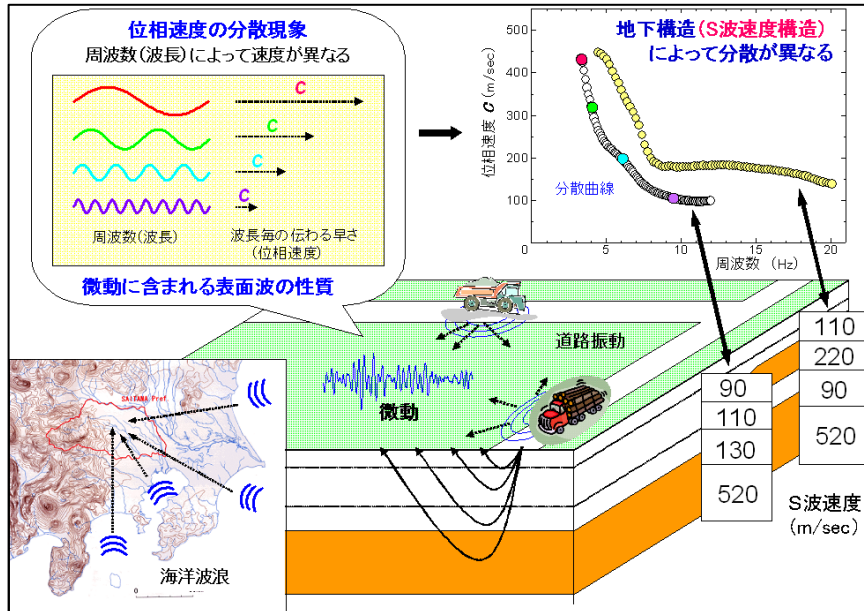 位相速度の分散現象
周波数(波長)によって速度が異なる
C
C
C
C
周波数(波長)
波長毎の伝わる早さ
(位相速度)
微動に含まれる表面波の性質
地下構造(S波速度構造)
によって分散が異なる
位相速度 C (m/sec)
500
400
300
200
100
分散曲線
0
5
10
15
20
周波数 (Hz)
道路振動
微動
SAITAMA Pref.
海洋波浪
0
90
110
130
520
110
220
90
520
S波速度
(m/sec)